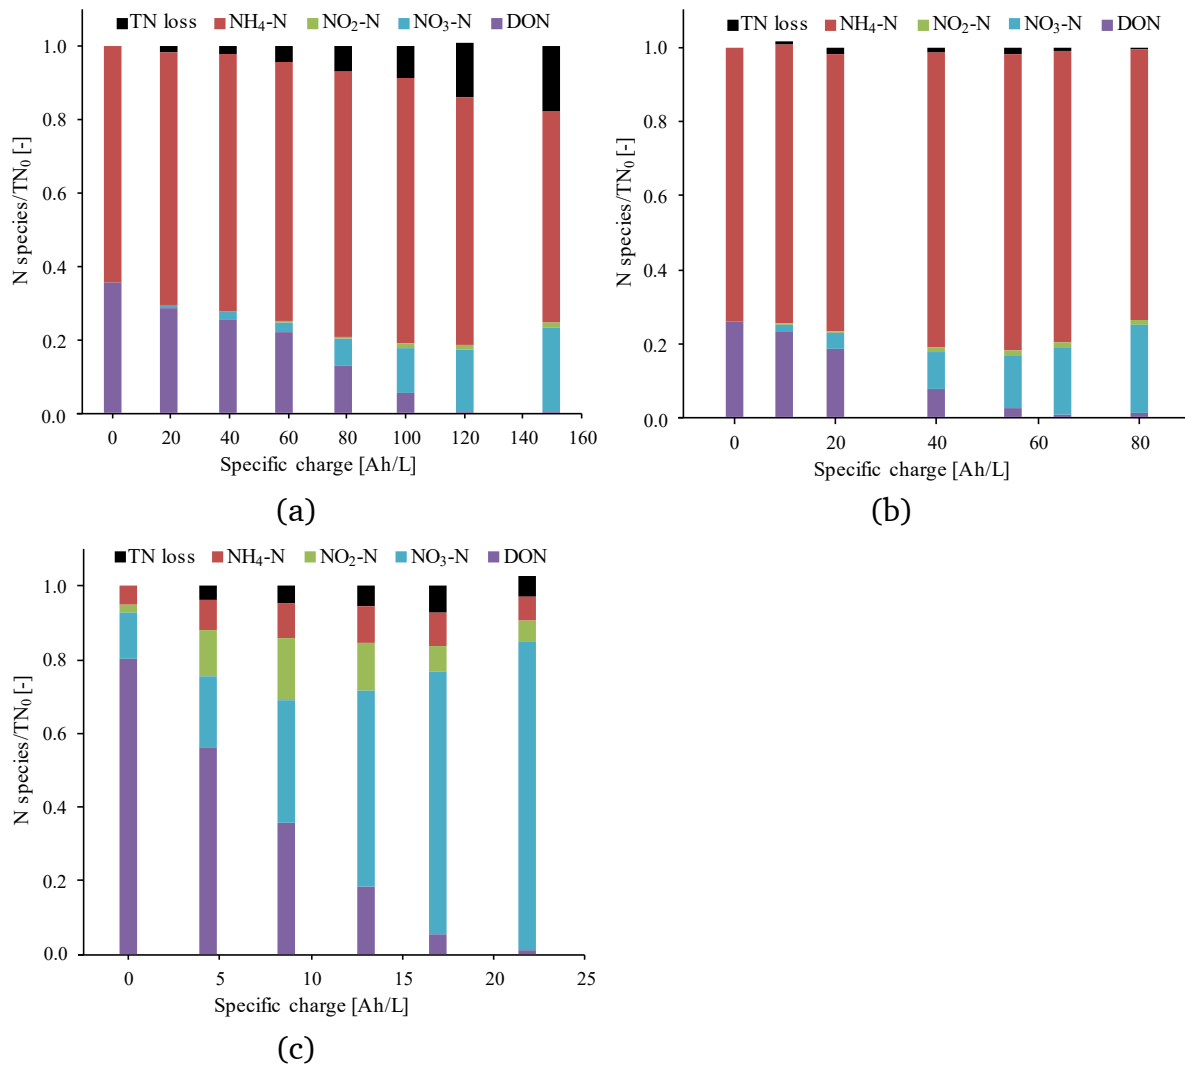 TN loss NH₄-N NO₂-N NO₃-N DON
1.0
0.8
0.6
0.4
0.2
0.0
N species/TN₀ [-]
0 20 40 60 80 100 120 140 160
Specific charge [Ah/L]
(a)
TN loss NH₄-N NO₂-N NO₃-N DON
1.0
0.8
0.6
0.4
0.2
0.0
N species/TN₀ [-]
0 20 40 60 80
Specific charge [Ah/L]
(b)
TN loss NH₄-N NO₂-N NO₃-N DON
1.0
0.8
0.6
0.4
0.2
0.0
N species/TN₀ [-]
0 5 10 15 20 25
Specific charge [Ah/L]
(c)